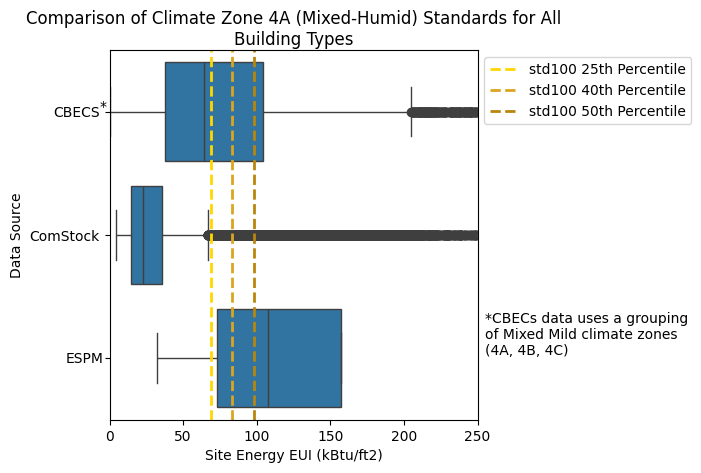 Comparison of Climate Zone 4A (Mixed-Humid) Standards for All
Building Types
std100 25th Percentile
std100 40th Percentile
std100 50th Percentile
CBECS*
ComStock
ESPM
Data Source
*CBECs data uses a grouping
of Mixed Mild climate zones
(4A, 4B, 4C)
0 50 100 150 200 250
Site Energy EUI (kBtu/ft2)